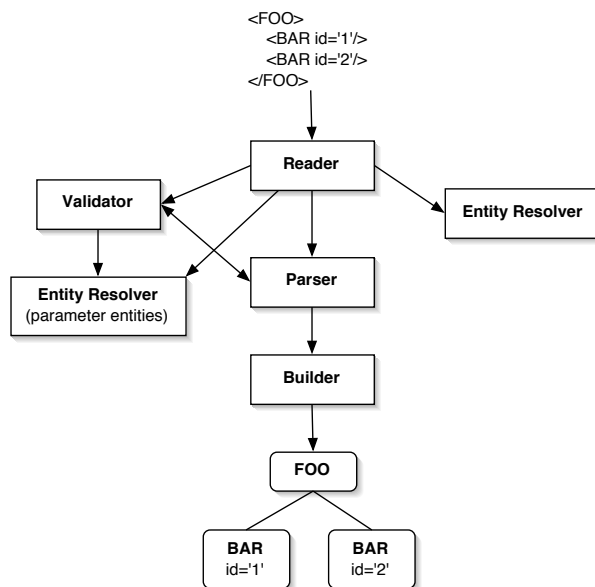 <FOO>
<BAR id='1'/>
<BAR id='2'/>
</FOO>
Reader
Validator
Entity Resolver
Entity Resolver
(parameter entities)
Parser
Builder
FOO
BAR
id='1'
BAR
id='2'